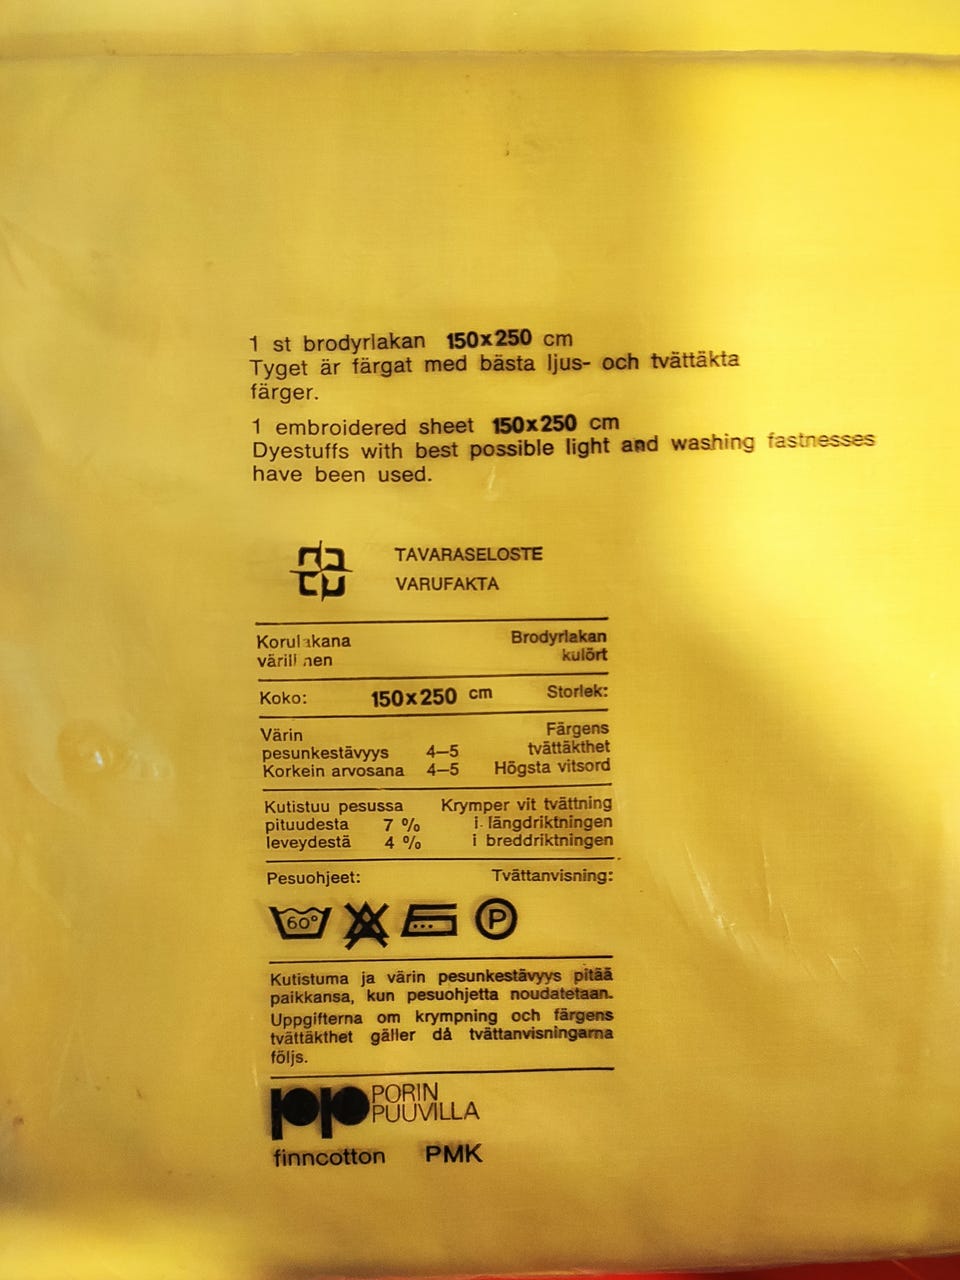 1 st brodyrlakan 150x250 cm
Tyget är färgat med bästa ljus- och tvättäkta
färger.
1 embroidered sheet 150x250 cm
Dyestuffs with best possible light and washing fastnesses
have been used.
TAVARASELOSTE
VARUFAKTA
Korulakana Brodyrlakan
värillinen kulört
Koko: 150x250 cm Storlek:
Värin Färgens
pesunkestävyys 4–5 tvättäkthet
Korkein arvosana 4–5 Högsta vitsord
Kutistuu pesussa Krymper vit tvättning
pituudesta 7 % i längdriktningen
leveydestä 4 % i breddriktningen
Pesuohjeet: Tvättanvisning:
60° P
Kutistuma ja värin pesunkestävyys pitää
paikkansa, kun pesuohjetta noudatetaan.
Uppgifterna om krympning och färgens
tvättäkthet gäller då tvättanvisningarna
följs.
PORIN
PUUVILLA
finncotton PMK